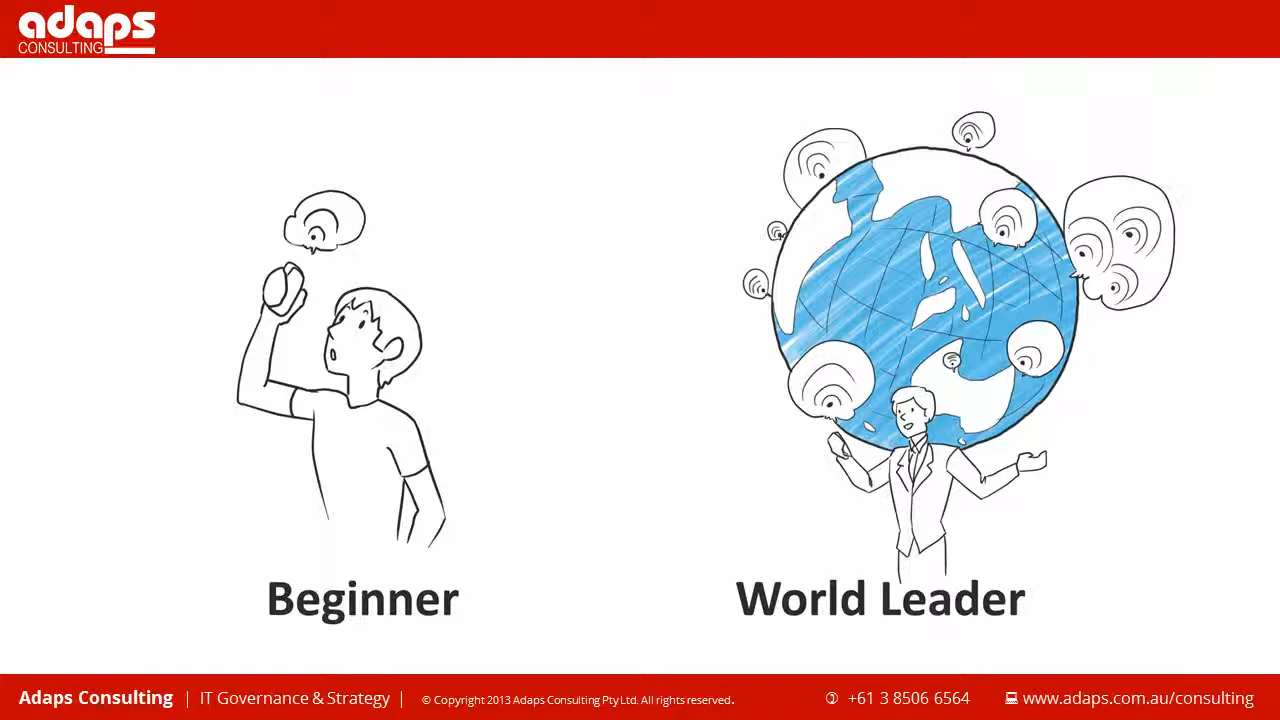 adaps
CONSULTING
Beginner
World Leader
Adaps Consulting | IT Governance & Strategy | © Copyright 2013 Adaps Consulting Pty Ltd. All rights reserved. +61 3 8506 6564 www.adaps.com.au/consulting